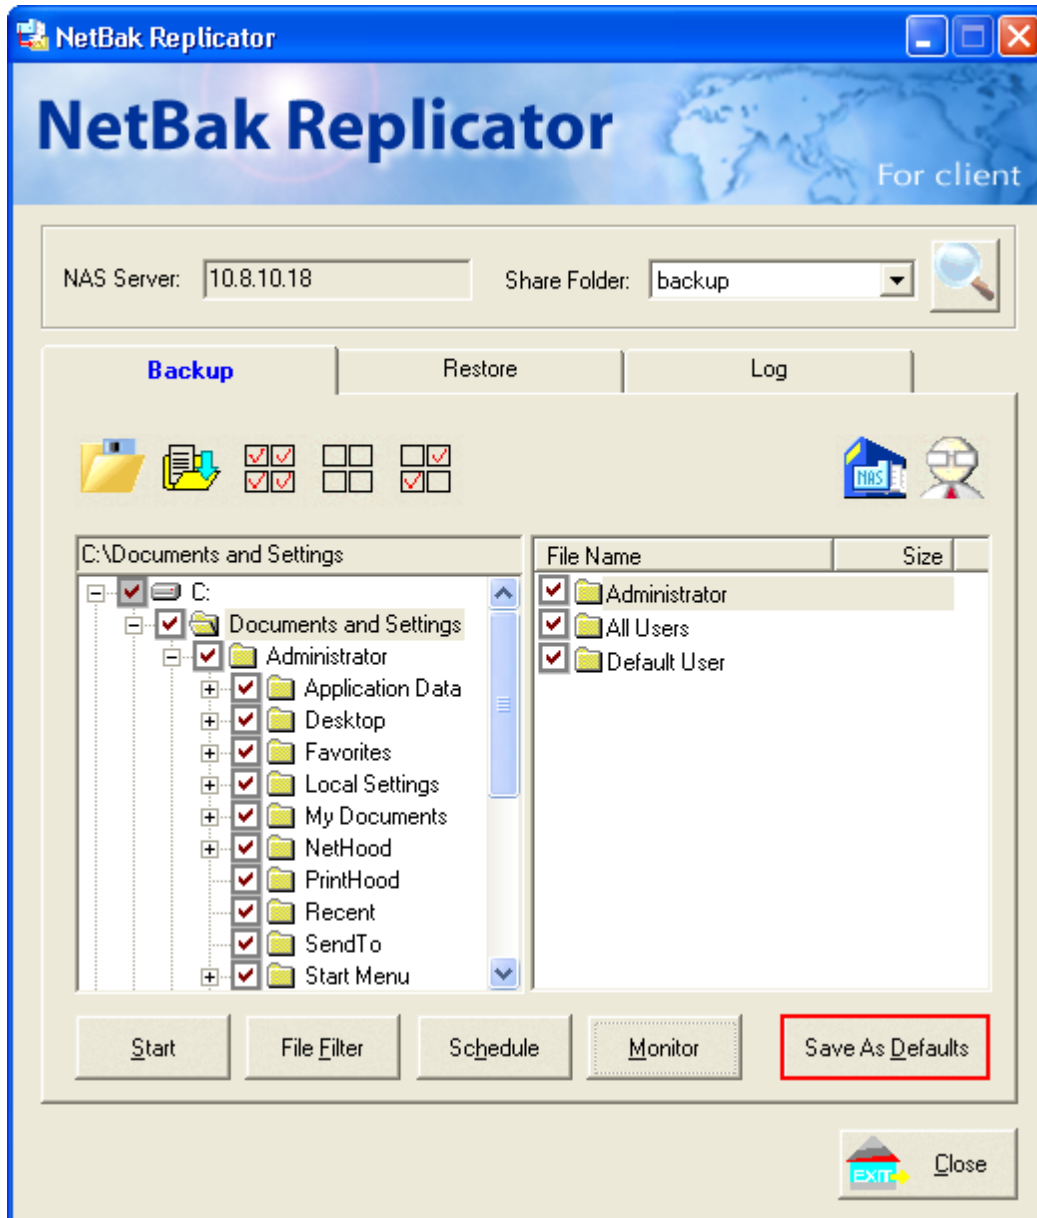 NetBak Replicator
NetBak Replicator
For client
NAS Server: 10.8.10.18 Share Folder: backup
Backup Restore Log
NAS
C:\Documents and Settings
File Name Size
C:
Documents and Settings
Administrator
Application Data
Desktop
Favorites
Local Settings
My Documents
NetHood
PrintHood
Recent
SendTo
Start Menu
Administrator
All Users
Default User
Start File Filter Schedule Monitor Save As Defaults
EXIT Close